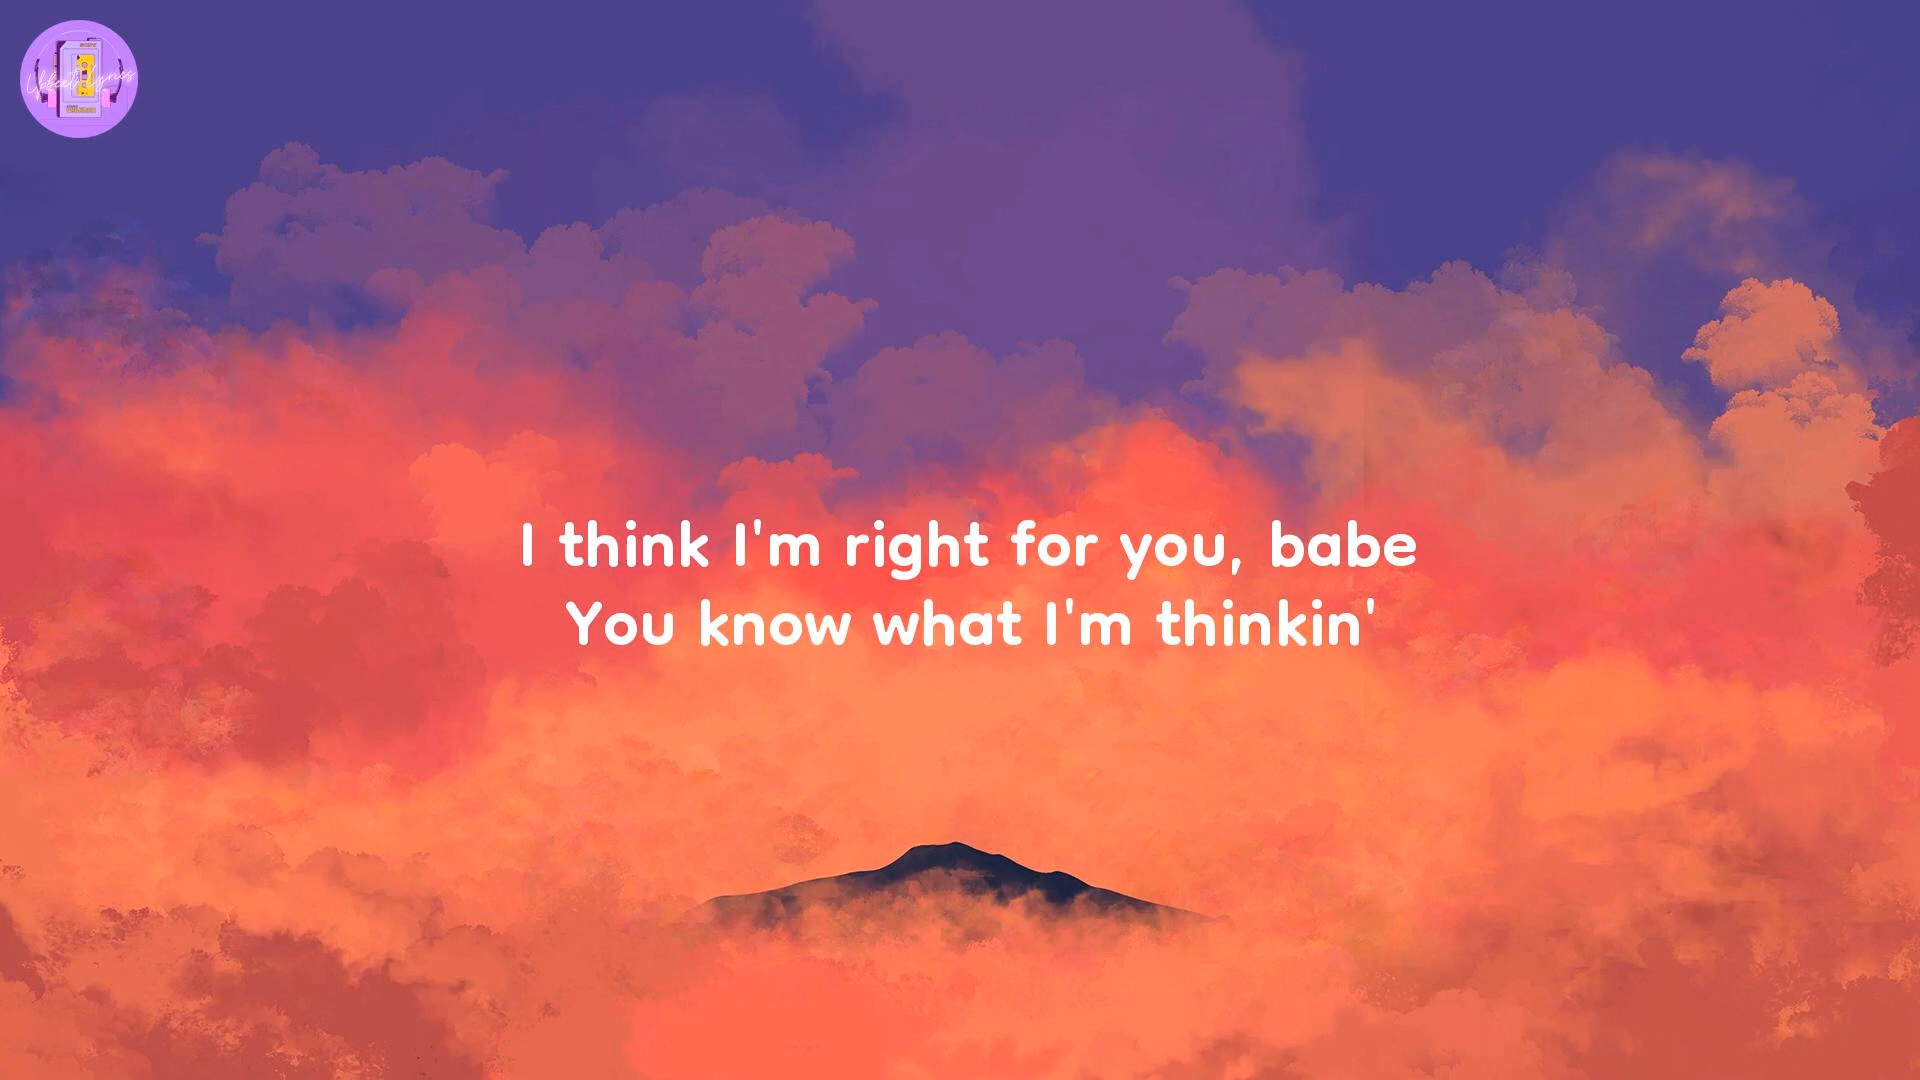 I think I'm right for you, babe
You know what I'm thinkin'